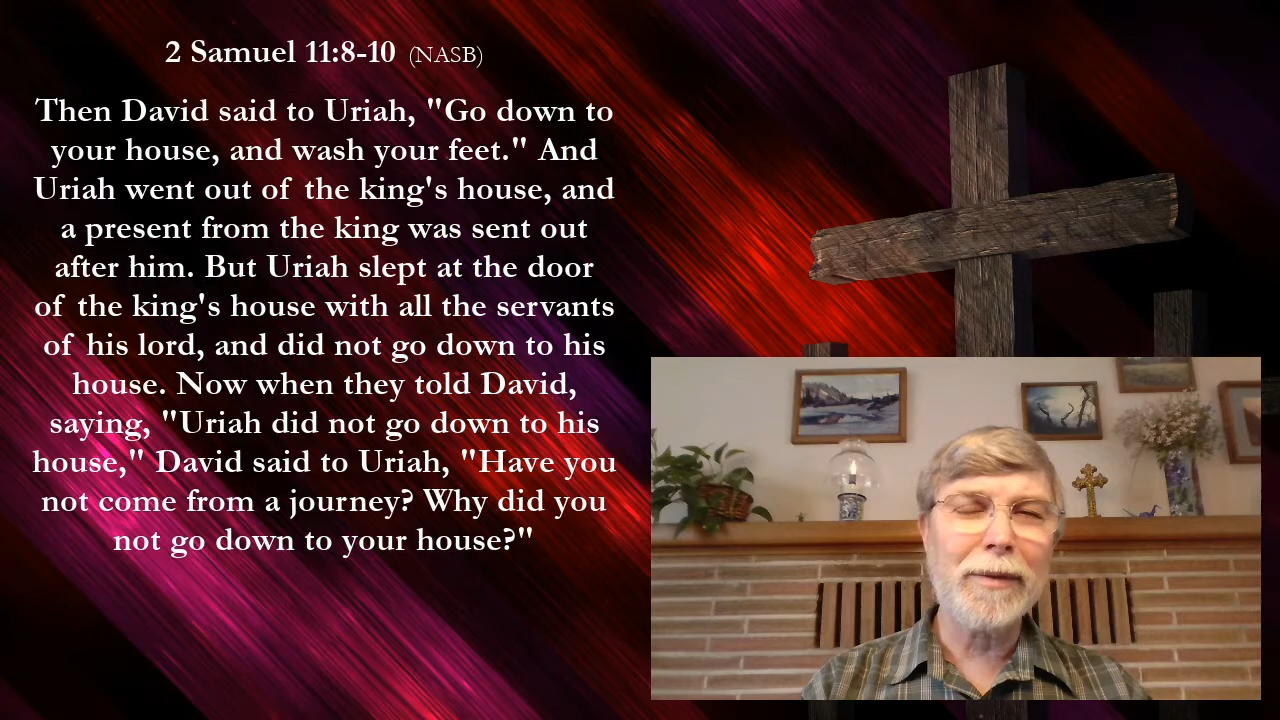 2 Samuel 11:8-10 (NASB)
Then David said to Uriah, "Go down to
your house, and wash your feet." And
Uriah went out of the king's house, and
a present from the king was sent out
after him. But Uriah slept at the door
of the king's house with all the servants
of his lord, and did not go down to his
house. Now when they told David,
saying, "Uriah did not go down to his
house," David said to Uriah, "Have you
not come from a journey? Why did you
not go down to your house?"